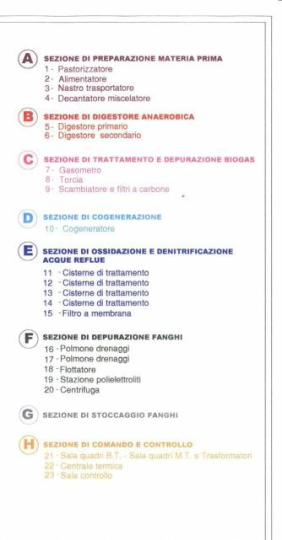 A SEZIONE DI PREPARAZIONE MATERIA PRIMA
1 - Pastorizzatore
2 - Alimentatore
3 - Nastro trasportatore
4 - Decantatore miscelatore
B SEZIONE DI DIGESTORE ANAEROBICA
5 - Digestore primario
6 - Digestore secondario
C SEZIONE DI TRATTAMENTO E DEPURAZIONE BIOGAS
7 - Gasometro
8 - Torcia
9 - Scambiatore e filtri a carbone
D SEZIONE DI COGENERAZIONE
10 - Cogeneratore
E SEZIONE DI OSSIDAZIONE E DENITRIFICAZIONE
ACQUE REFLUE
11 - Cisterne di trattamento
12 - Cisterne di trattamento
13 - Cisterne di trattamento
14 - Cisterne di trattamento
15 - Filtro a membrana
F SEZIONE DI DEPURAZIONE FANGHI
16 - Polmone drenaggi
17 - Polmone drenaggi
18 - Flottatore
19 - Stazione polielettroliti
20 - Centrifuga
G SEZIONE DI STOCCAGGIO FANGHI
H SEZIONE DI COMANDO E CONTROLLO
21 - Sala quadri B.T. - Sala quadri M.T. e Trasformatori
22 - Centrale termica
23 - Sala controllo